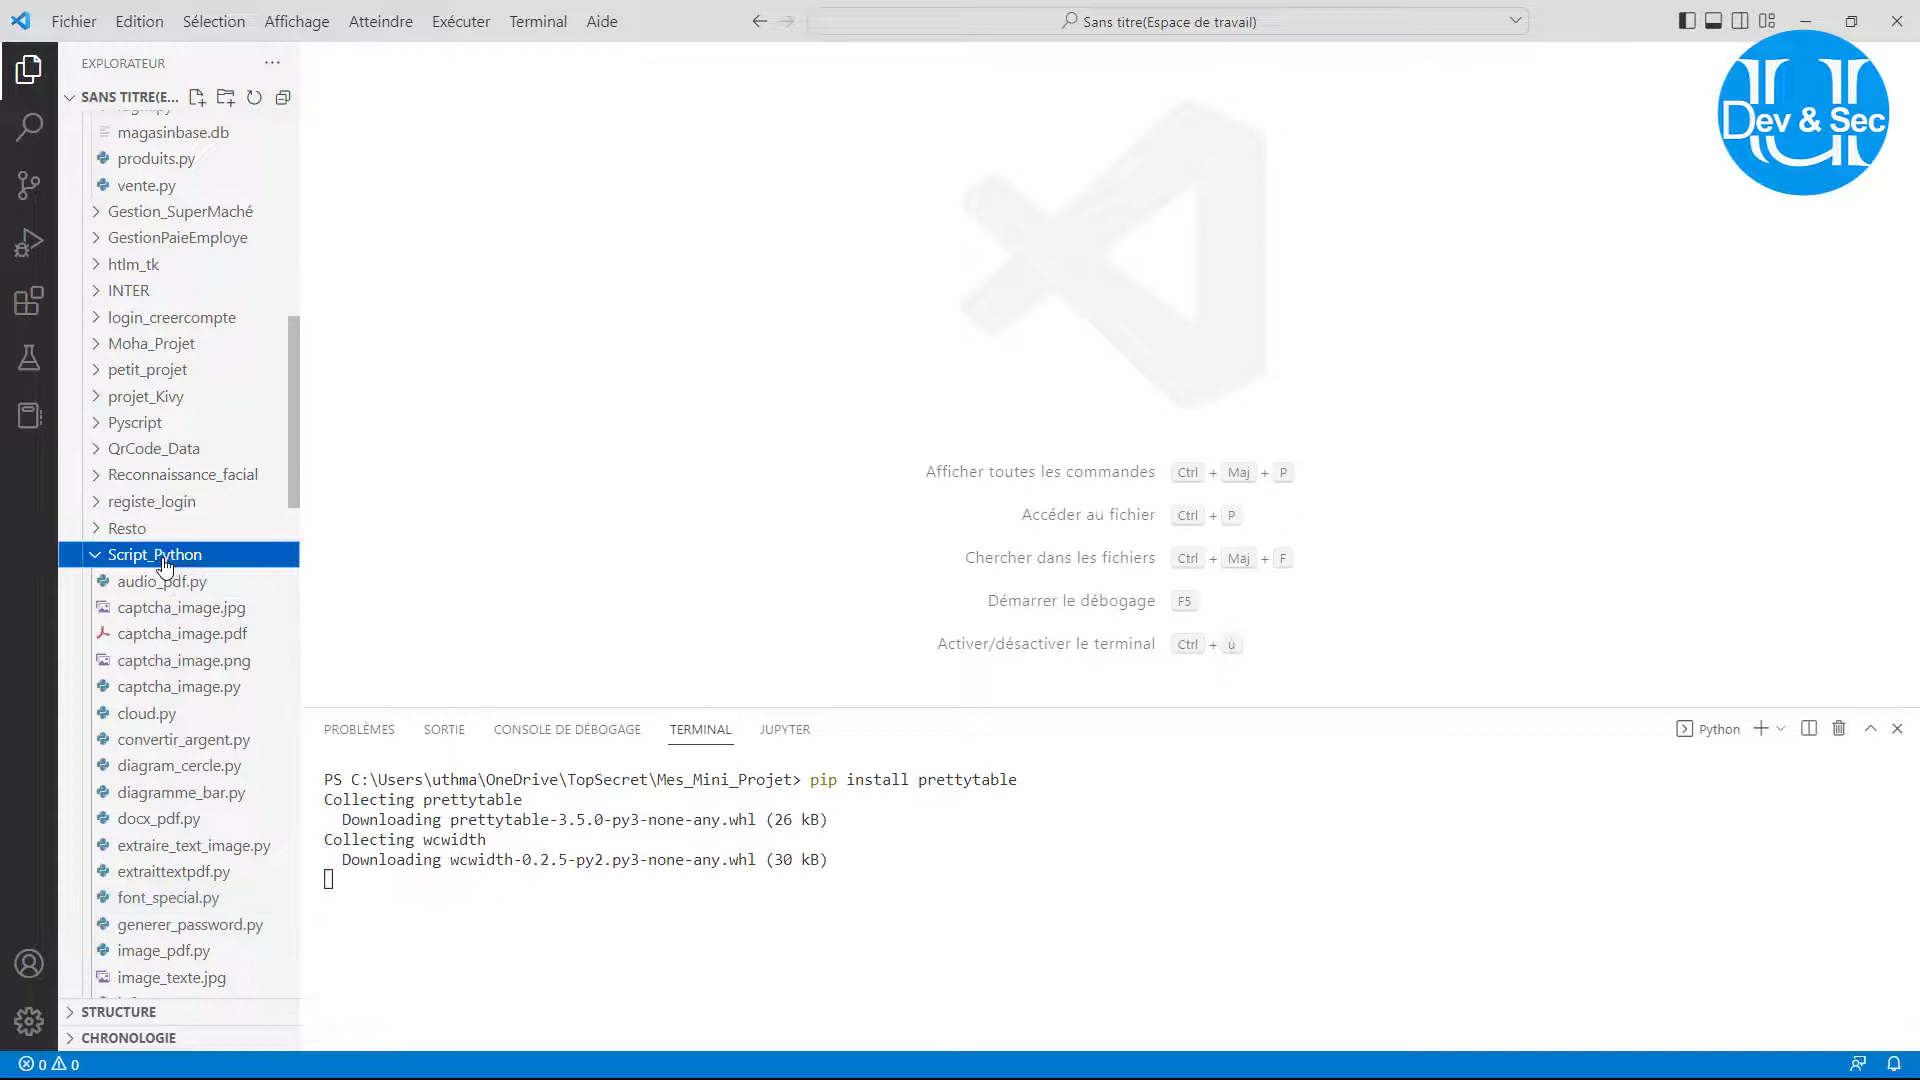 Fichier Edition Sélection Affichage Atteindre Exécuter Terminal Aide
Sans titre(Espace de travail)
Dev & Sec
U
EXPLORATEUR
SANS TITRE(E...
magasinbase.db
produits.py
vente.py
Gestion_SuperMaché
GestionPaieEmploye
htlm_tk
INTER
login_creercompte
Moha_Projet
petit_projet
projet_Kivy
Pyscript
QrCode_Data
Reconnaissance_facial
registe_login
Resto
Script_Python
audio_pdf.py
captcha_image.jpg
captcha_image.pdf
captcha_image.png
captcha_image.py
cloud.py
convertir_argent.py
diagram_cercle.py
diagramme_bar.py
docx_pdf.py
extraire_text_image.py
extraittextpdf.py
font_special.py
generer_password.py
image_pdf.py
image_texte.jpg
STRUCTURE
CHRONOLOGIE
Afficher toutes les commandes Ctrl + Maj + P
Accéder au fichier Ctrl + P
Chercher dans les fichiers Ctrl + Maj + F
Démarrer le débogage F5
Activer/désactiver le terminal Ctrl + ù
PROBLÈMES SORTIE CONSOLE DE DÉBOGAGE TERMINAL JUPYTER
Python
PS C:\Users\uthma\OneDrive\TopSecret\Mes_Mini_Projet> pip install prettytable
Collecting prettytable
Downloading prettytable-3.5.0-py3-none-any.whl (26 kB)
Collecting wcwidth
Downloading wcwidth-0.2.5-py2.py3-none-any.whl (30 kB)
0 0